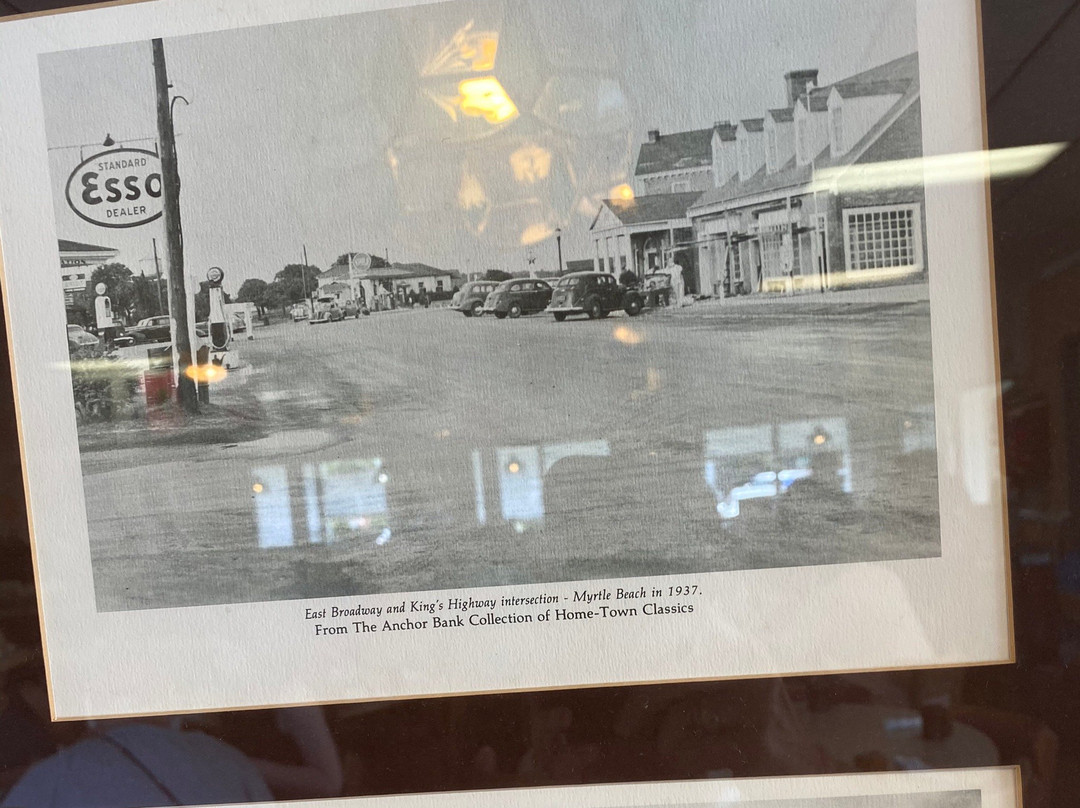 STANDARD
Esso
DEALER
East Broadway and King's Highway intersection - Myrtle Beach in 1937.
From The Anchor Bank Collection of Home-Town Classics